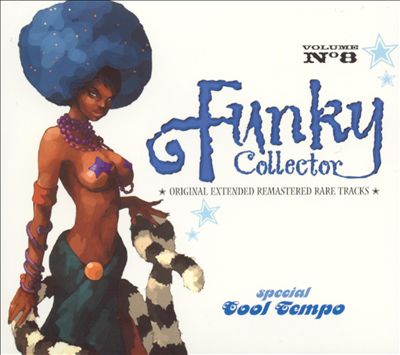 VOLUME
Nº8
Funky
Collector
★ ORIGINAL EXTENDED REMASTERED RARE TRACKS ★
special
Cool Tempo